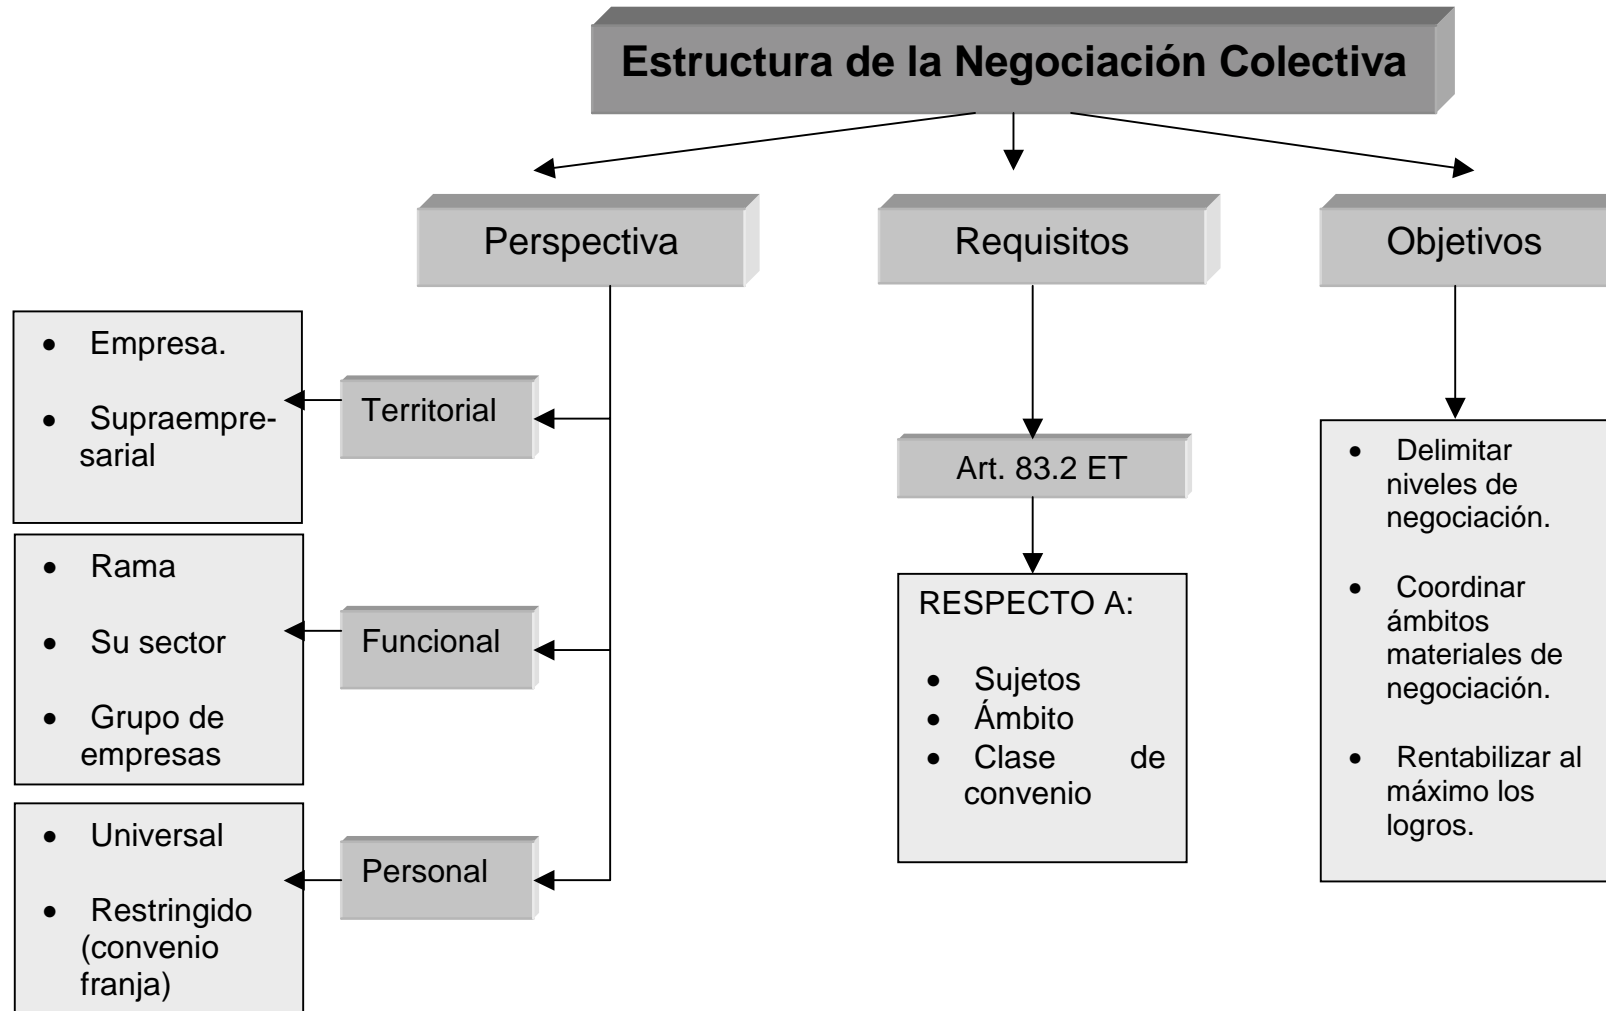 Estructura de la Negociación Colectiva
Perspectiva
Requisitos
Objetivos
• Empresa.
• Supraempre-
sarial
Territorial
• Rama
• Su sector
• Grupo de
empresas
Funcional
• Universal
• Restringido
(convenio
franja)
Personal
Art. 83.2 ET
RESPECTO A:
• Sujetos
• Ámbito
• Clase de
convenio
• Delimitar
niveles de
negociación.
• Coordinar
ámbitos
materiales de
negociación.
• Rentabilizar al
máximo los
logros.